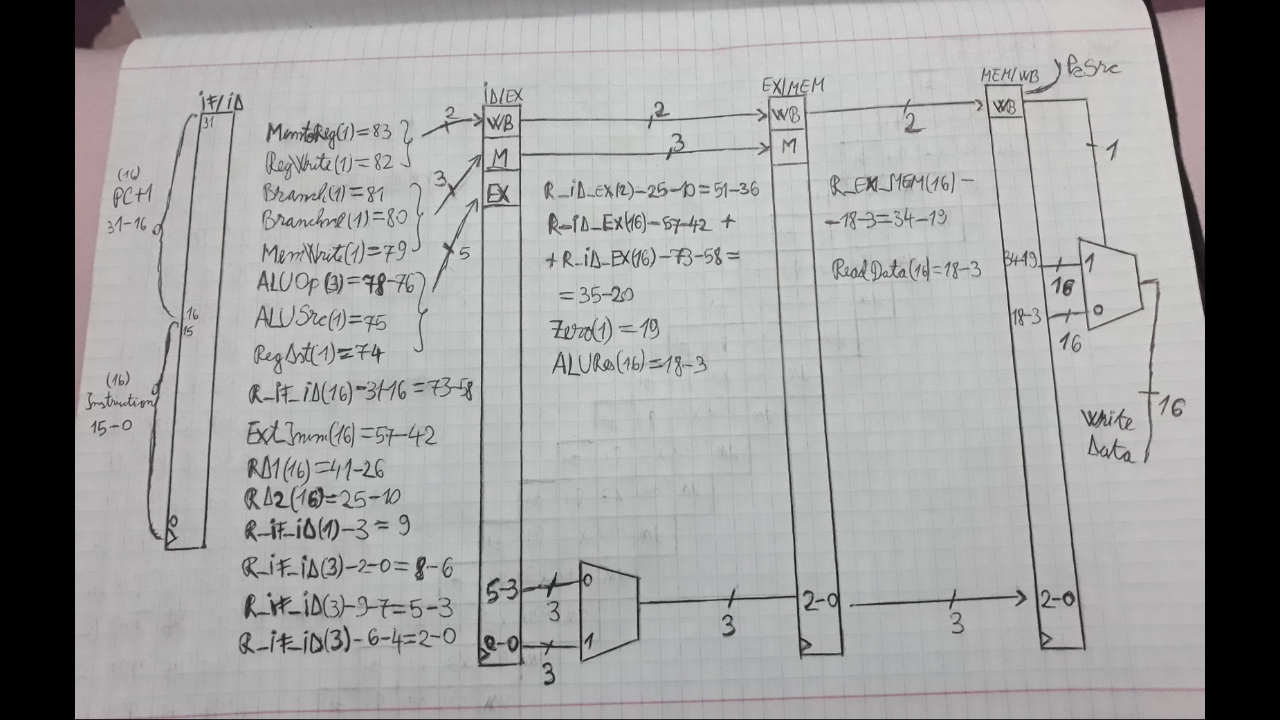 IF/ID
31
(16)
PC+1
31-16
16
15
(16)
Instruction
15-0
0
MemtoReg(1)=83
RegWrite(1)=82
Branch(1)=81
Branchne(1)=80
MemWrite(1)=79
ALUOp(3)=78-76
ALUSrc(1)=75
RegDst(1)=74
R_iF_iD(16)-31-16=73-58
Ext_Imm(16)=57-42
RD1(16)=41-26
RD2(16)=25-10
R_iF_iD(1)-3=9
R_iF_iD(3)-2-0=8-6
R_iF_iD(3)-9-7=5-3
R_iF_iD(3)-6-4=2-0
2
3
5
ID/EX
WB
M
EX
5-3
2-0
2
3
R_iD_EX(2)-25-10=51-36
R_iD_EX(16)-57-42 +
+R_iD_EX(16)-73-58=
=35-20
Zero(1)=19
ALURes(16)=18-3
3
3
0
1
3
EX/MEM
WB
M
2-0
2
R_EX_MEM(16)-
-18-3=34-19
ReadData(16)=18-3
3
MEM/WB
PcSrc
WB
34-19
18-3
2-0
1
16
16
1
0
16
Write
Data